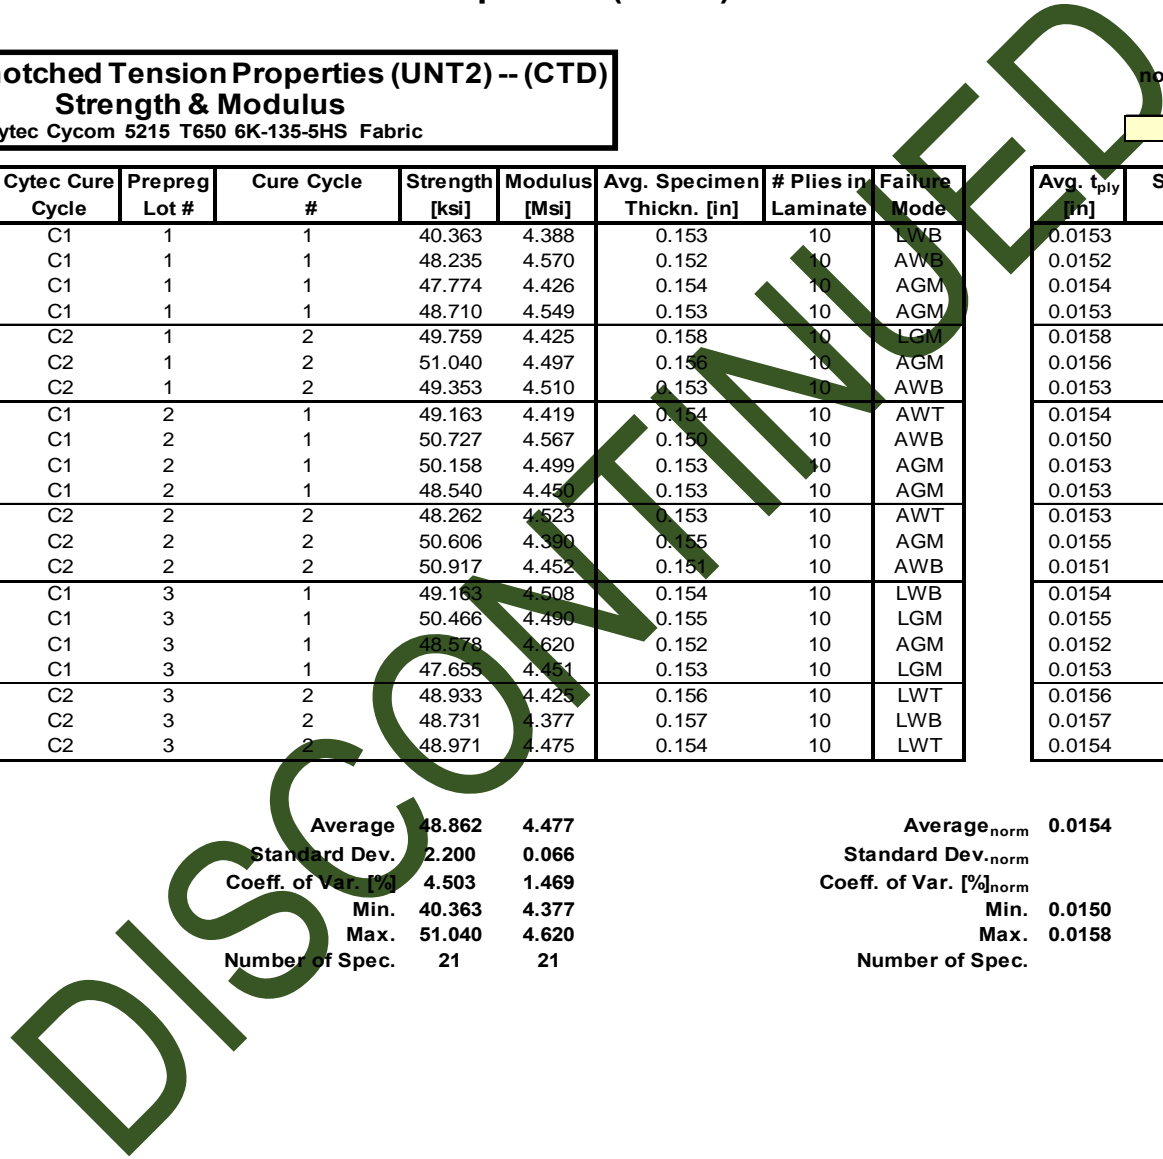 otched Tension Properties (UNT2) -- (CTD)
Strength & Modulus
ytec Cycom 5215 T650 6K-135-5HS Fabric
no
Cytec Cure Prepreg Cure Cycle Strength Modulus Avg. Specimen # Plies in Failure Avg. tply S
Cycle Lot # # [ksi] [Msi] Thickn. [in] Laminate Mode [in]
C1 1 1 40.363 4.388 0.153 10 LWB 0.0153
C1 1 1 48.235 4.570 0.152 10 AWB 0.0152
C1 1 1 47.774 4.426 0.154 10 AGM 0.0154
C1 1 1 48.710 4.549 0.153 10 AGM 0.0153
C2 1 2 49.759 4.425 0.158 10 LGM 0.0158
C2 1 2 51.040 4.497 0.156 10 AGM 0.0156
C2 1 2 49.353 4.510 0.153 10 AWB 0.0153
C1 2 1 49.163 4.419 0.154 10 AWT 0.0154
C1 2 1 50.727 4.567 0.150 10 AWB 0.0150
C1 2 1 50.158 4.499 0.153 10 AGM 0.0153
C1 2 1 48.540 4.450 0.153 10 AGM 0.0153
C2 2 2 48.262 4.523 0.153 10 AWT 0.0153
C2 2 2 50.606 4.390 0.155 10 AGM 0.0155
C2 2 2 50.917 4.452 0.151 10 AWB 0.0151
C1 3 1 49.163 4.508 0.154 10 LWB 0.0154
C1 3 1 50.466 4.490 0.155 10 LGM 0.0155
C1 3 1 48.578 4.620 0.152 10 AGM 0.0152
C1 3 1 47.655 4.451 0.153 10 LGM 0.0153
C2 3 2 48.933 4.425 0.156 10 LWT 0.0156
C2 3 2 48.731 4.377 0.157 10 LWB 0.0157
C2 3 2 48.971 4.475 0.154 10 LWT 0.0154
Average 48.862 4.477 Averagenorm 0.0154
Standard Dev. 2.200 0.066 Standard Dev.norm
Coeff. of Var. [%] 4.503 1.469 Coeff. of Var. [%]norm
Min. 40.363 4.377 Min. 0.0150
Max. 51.040 4.620 Max. 0.0158
Number of Spec. 21 21 Number of Spec.
DISCONTINUED